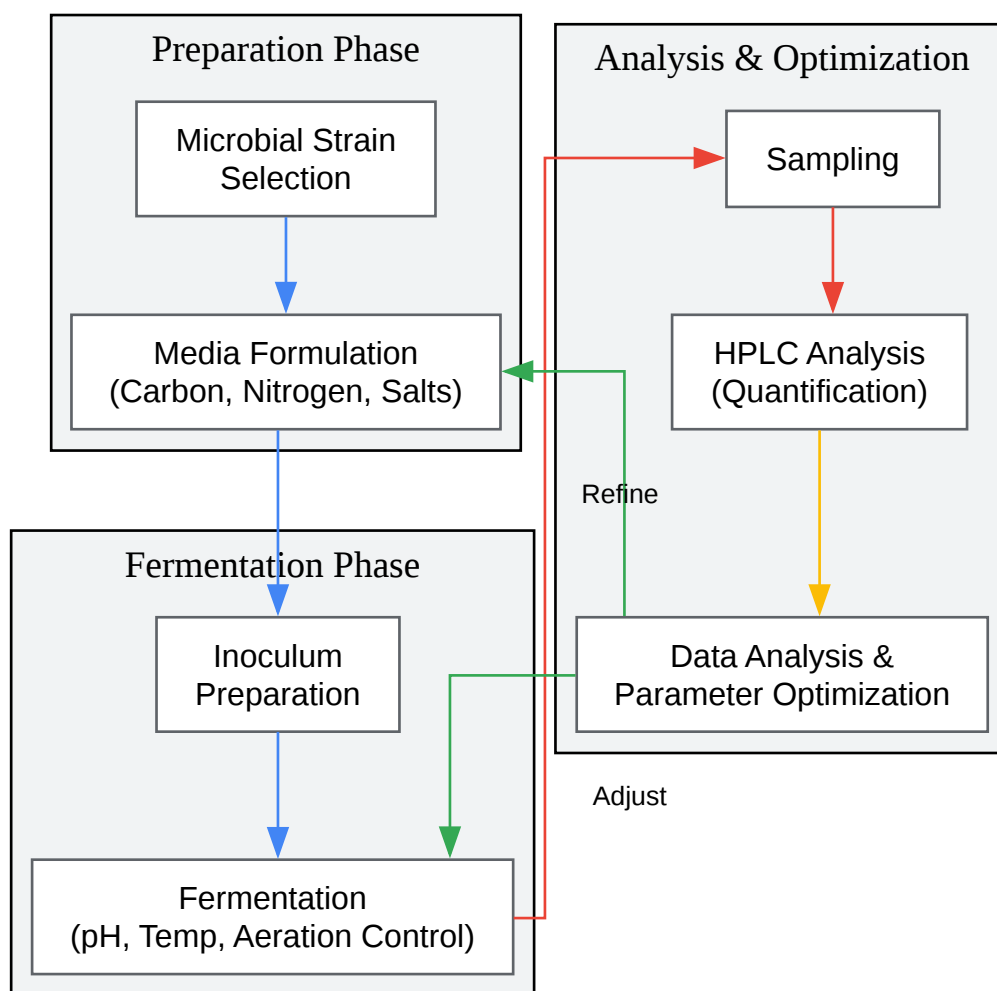 Preparation Phase
Microbial Strain
Selection
Media Formulation
(Carbon, Nitrogen, Salts)
Fermentation Phase
Inoculum
Preparation
Fermentation
(pH, Temp, Aeration Control)
Analysis & Optimization
Sampling
HPLC Analysis
(Quantification)
Refine
Data Analysis &
Parameter Optimization
Adjust